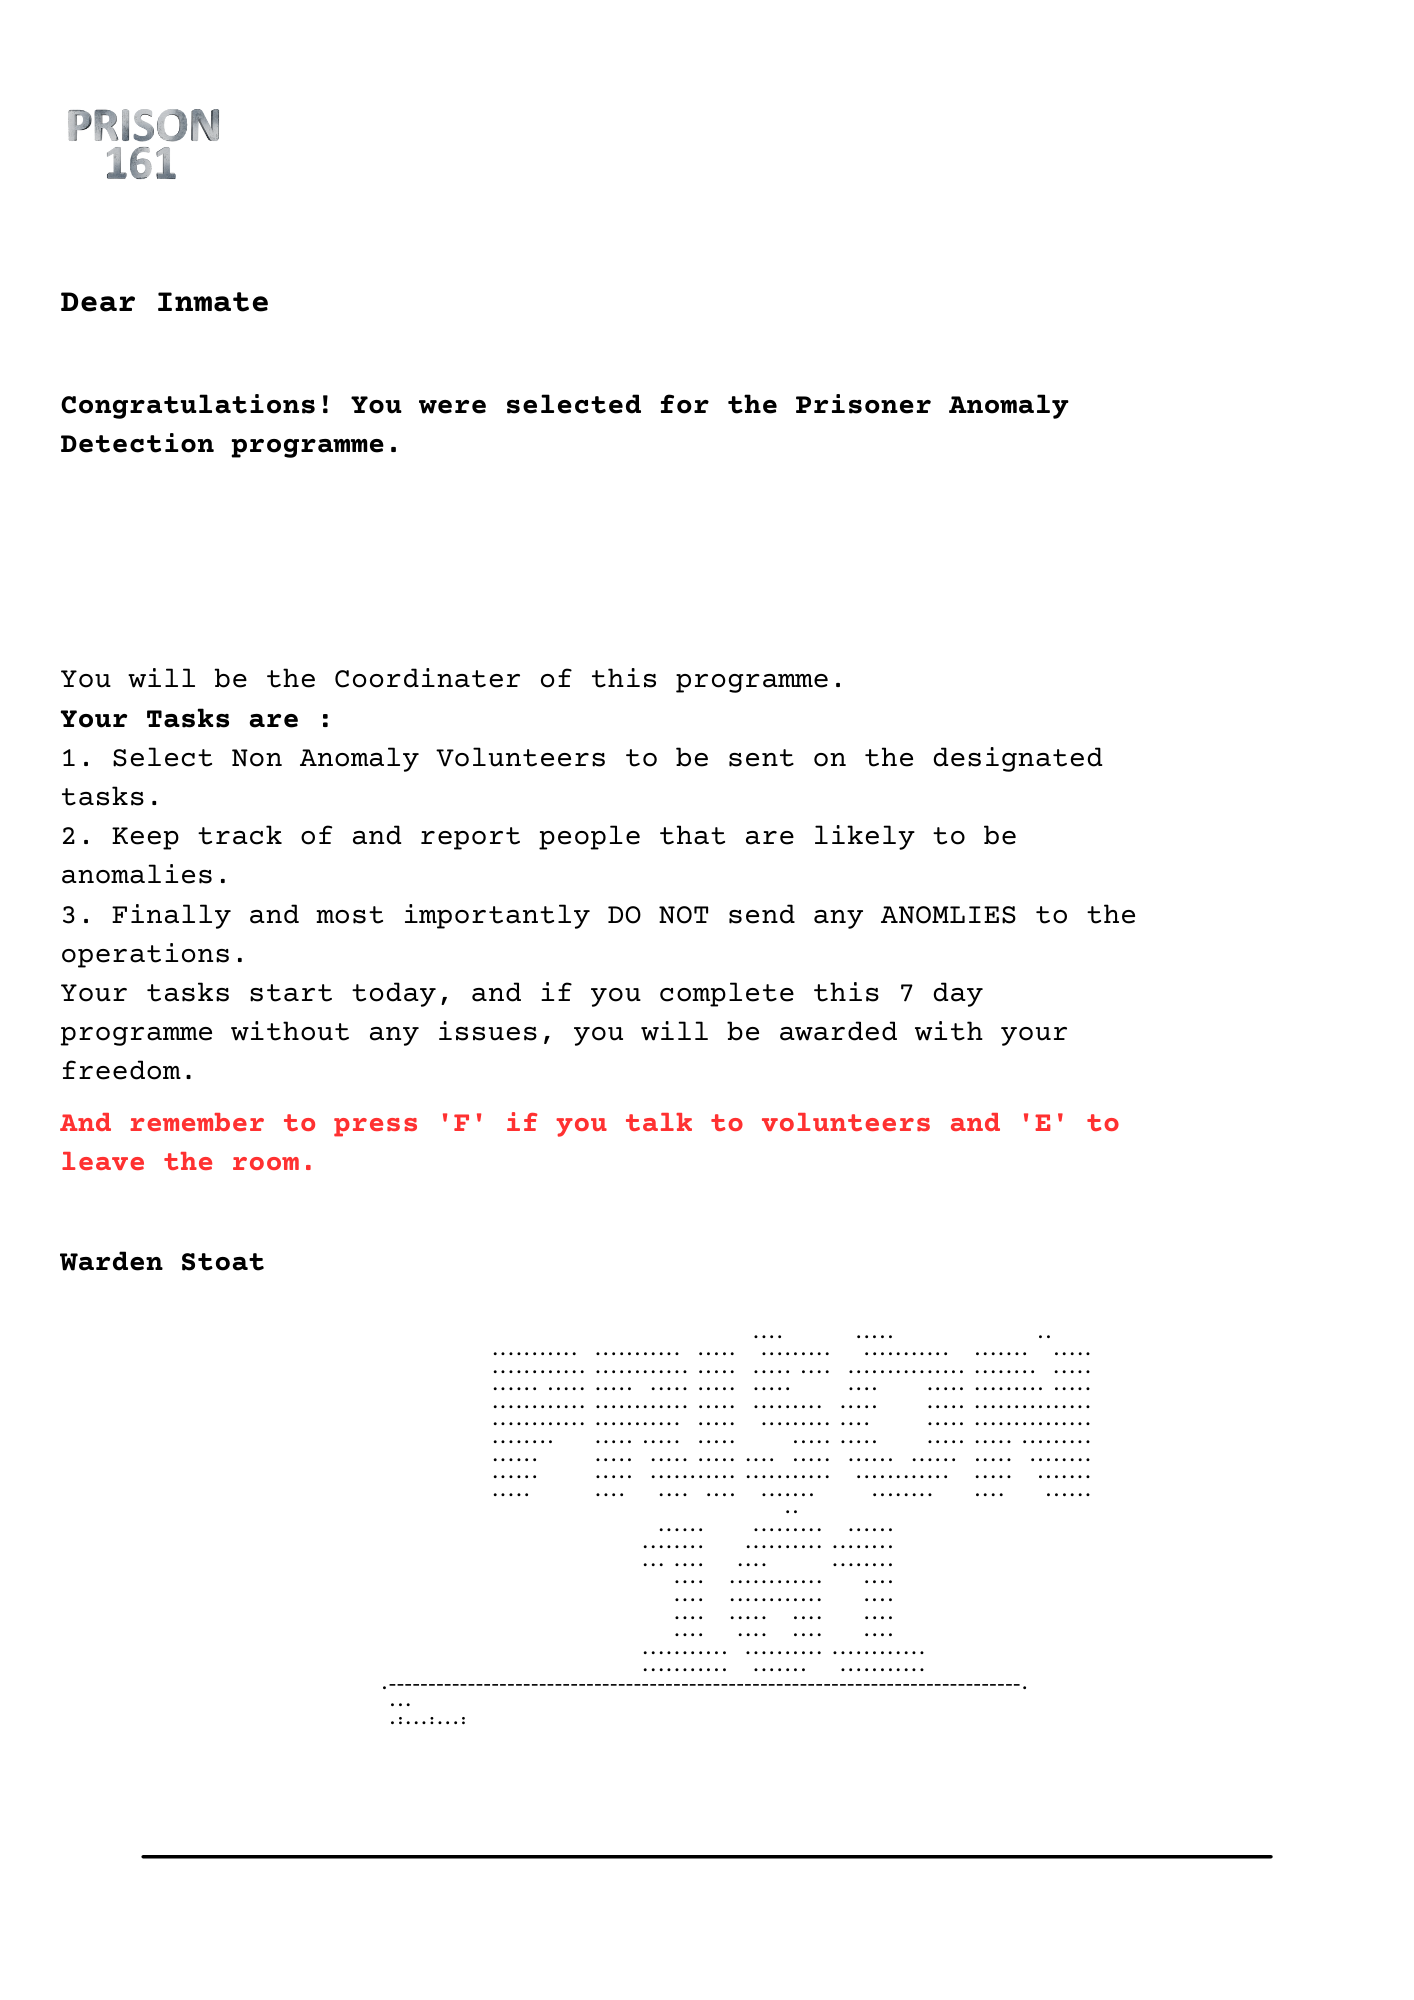 PRISON
161
Dear Inmate
Congratulations! You were selected for the Prisoner Anomaly
Detection programme.
You will be the Coordinater of this programme.
Your Tasks are :
1. Select Non Anomaly Volunteers to be sent on the designated
tasks.
2. Keep track of and report people that are likely to be
anomalies.
3. Finally and most importantly DO NOT send any ANOMLIES to the
operations.
Your tasks start today, and if you complete this 7 day
programme without any issues, you will be awarded with your
freedom.
And remember to press 'F' if you talk to volunteers and 'E' to
leave the room.
Warden Stoat
PRISON
161